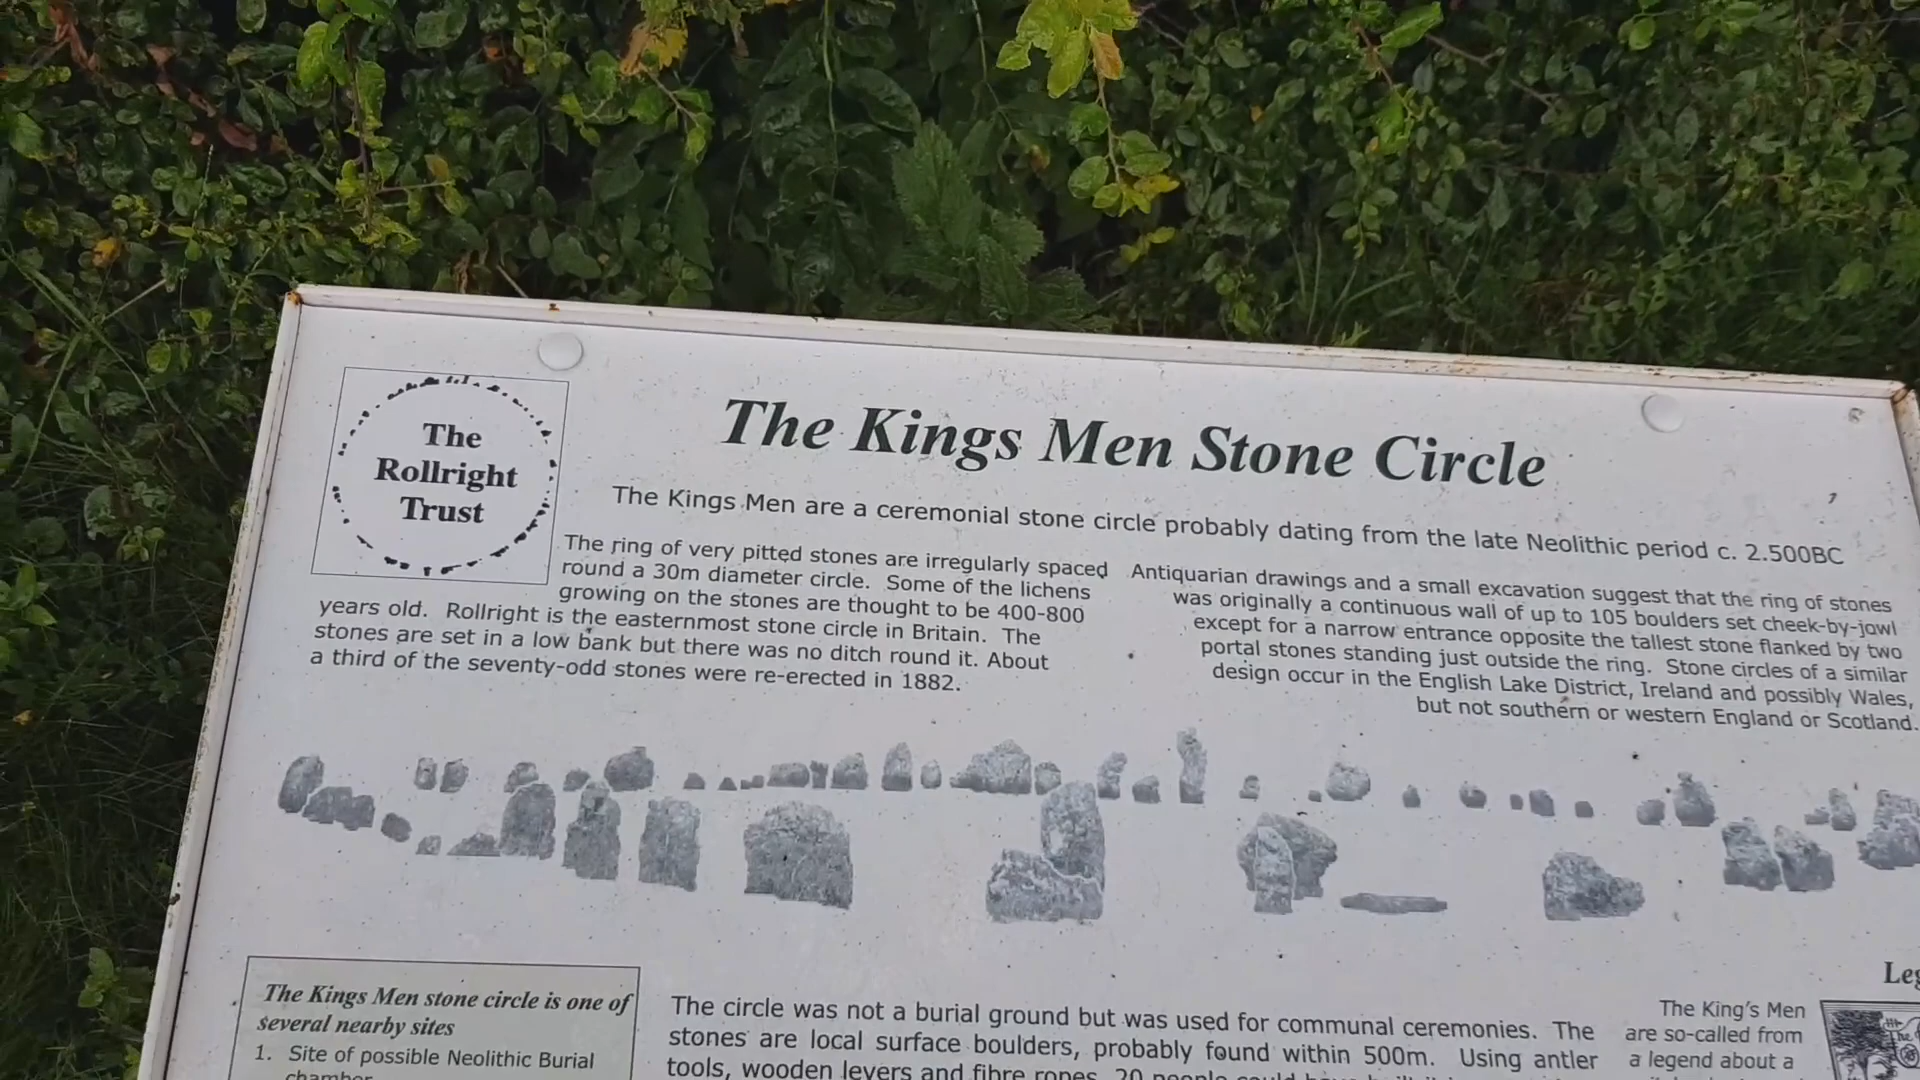 The
Rollright
Trust
The Kings Men Stone Circle
The Kings Men are a ceremonial stone circle probably dating from the late Neolithic period c. 2.500BC
The ring of very pitted stones are irregularly spaced
round a 30m diameter circle. Some of the lichens
growing on the stones are thought to be 400-800
years old. Rollright is the easternmost stone circle in Britain. The
stones are set in a low bank but there was no ditch round it. About
a third of the seventy-odd stones were re-erected in 1882.
Antiquarian drawings and a small excavation suggest that the ring of stones
was originally a continuous wall of up to 105 boulders set cheek-by-jowl
except for a narrow entrance opposite the tallest stone flanked by two
portal stones standing just outside the ring. Stone circles of a similar
design occur in the English Lake District, Ireland and possibly Wales,
but not southern or western England or Scotland.
The Kings Men stone circle is one of
several nearby sites
1. Site of possible Neolithic Burial
chamber
The circle was not a burial ground but was used for communal ceremonies. The
stones are local surface boulders, probably found within 500m. Using antler
tools, wooden levers and fibre ropes, 20 people could
The King's Men
are so-called from
a legend about a